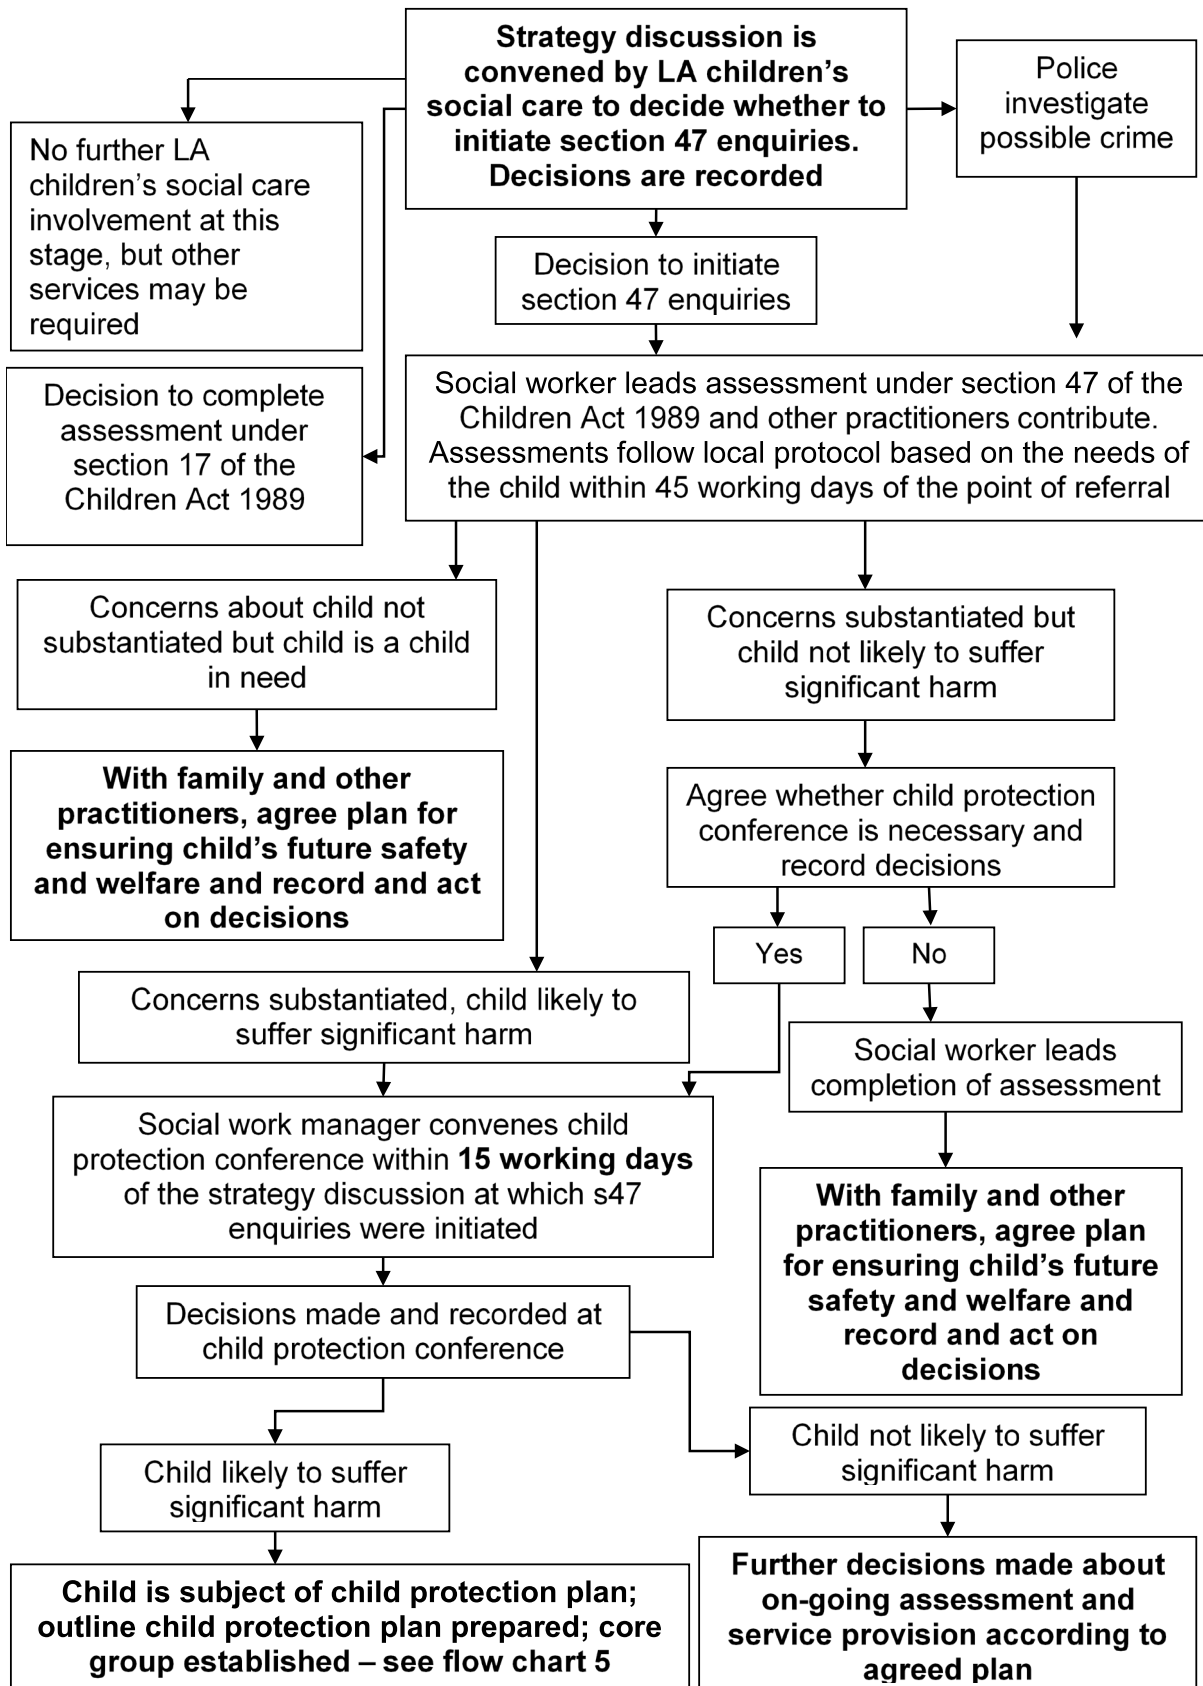 Strategy discussion is
convened by LA children’s
social care to decide whether to
initiate section 47 enquiries.
Decisions are recorded
Police
investigate
possible crime
No further LA
children’s social care
involvement at this
stage, but other
services may be
required
Decision to initiate
section 47 enquiries
Decision to complete
assessment under
section 17 of the
Children Act 1989
Social worker leads assessment under section 47 of the
Children Act 1989 and other practitioners contribute.
Assessments follow local protocol based on the needs of
the child within 45 working days of the point of referral
Concerns about child not
substantiated but child is a child
in need
Concerns substantiated but
child not likely to suffer
significant harm
With family and other
practitioners, agree plan for
ensuring child’s future safety
and welfare and record and act
on decisions
Agree whether child protection
conference is necessary and
record decisions
Yes
No
Concerns substantiated, child likely to
suffer significant harm
Social worker leads
completion of assessment
Social work manager convenes child
protection conference within 15 working days
of the strategy discussion at which s47
enquiries were initiated
With family and other
practitioners, agree plan
for ensuring child’s future
safety and welfare and
record and act on
decisions
Decisions made and recorded at
child protection conference
Child likely to suffer
significant harm
Child not likely to suffer
significant harm
Child is subject of child protection plan;
outline child protection plan prepared; core
group established – see flow chart 5
Further decisions made about
on-going assessment and
service provision according to
agreed plan